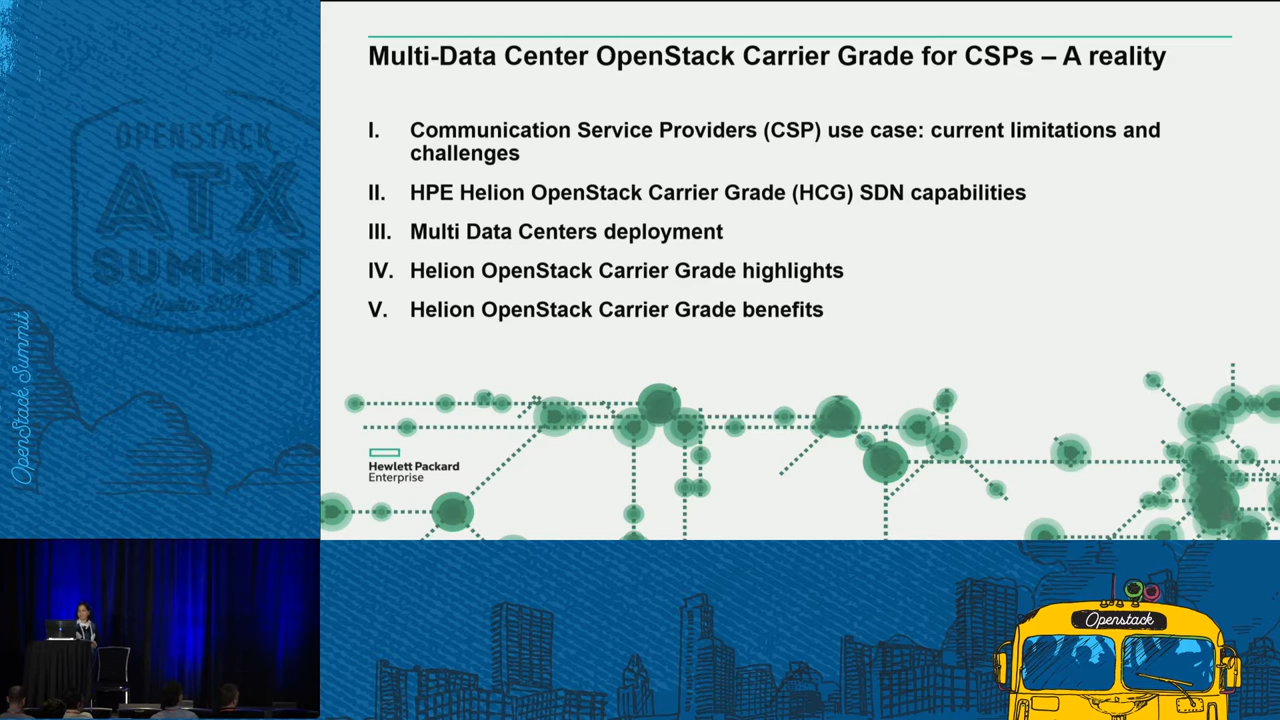 Multi-Data Center OpenStack Carrier Grade for CSPs – A reality
I. Communication Service Providers (CSP) use case: current limitations and
challenges
II. HPE Helion OpenStack Carrier Grade (HCG) SDN capabilities
III. Multi Data Centers deployment
IV. Helion OpenStack Carrier Grade highlights
V. Helion OpenStack Carrier Grade benefits
Hewlett Packard
Enterprise
OPENSTACK
ATX
SUMMIT
Austin, 2016
OpenStack Summit
Openstack